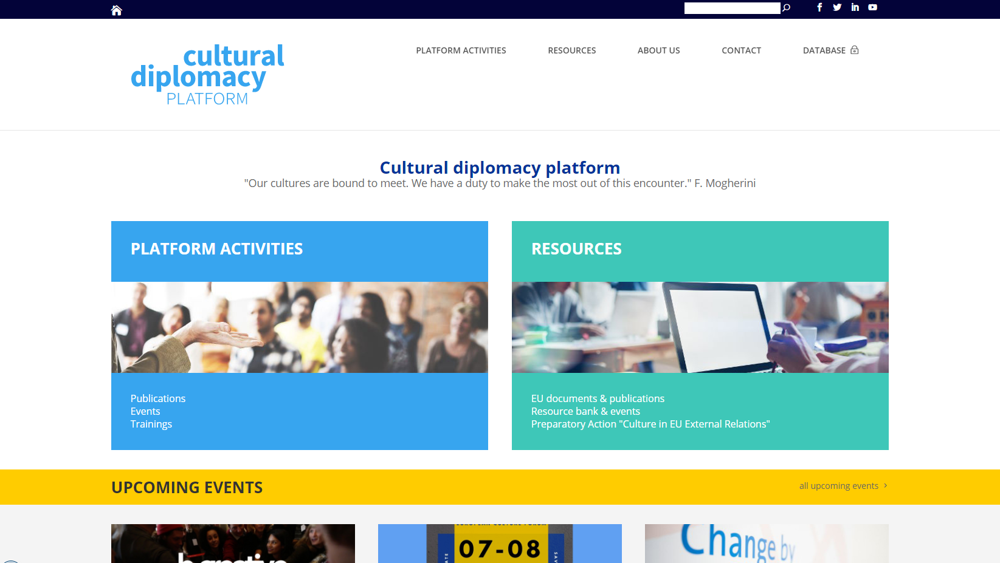 cultural
diplomacy
PLATFORM
PLATFORM ACTIVITIES
RESOURCES
ABOUT US
CONTACT
DATABASE
Cultural diplomacy platform
"Our cultures are bound to meet. We have a duty to make the most out of this encounter." F. Mogherini
PLATFORM ACTIVITIES
Publications
Events
Trainings
RESOURCES
EU documents & publications
Resource bank & events
Preparatory Action "Culture in EU External Relations"
UPCOMING EVENTS
all upcoming events
EUROPEAN CULTURE FORUM
07-08
Change by